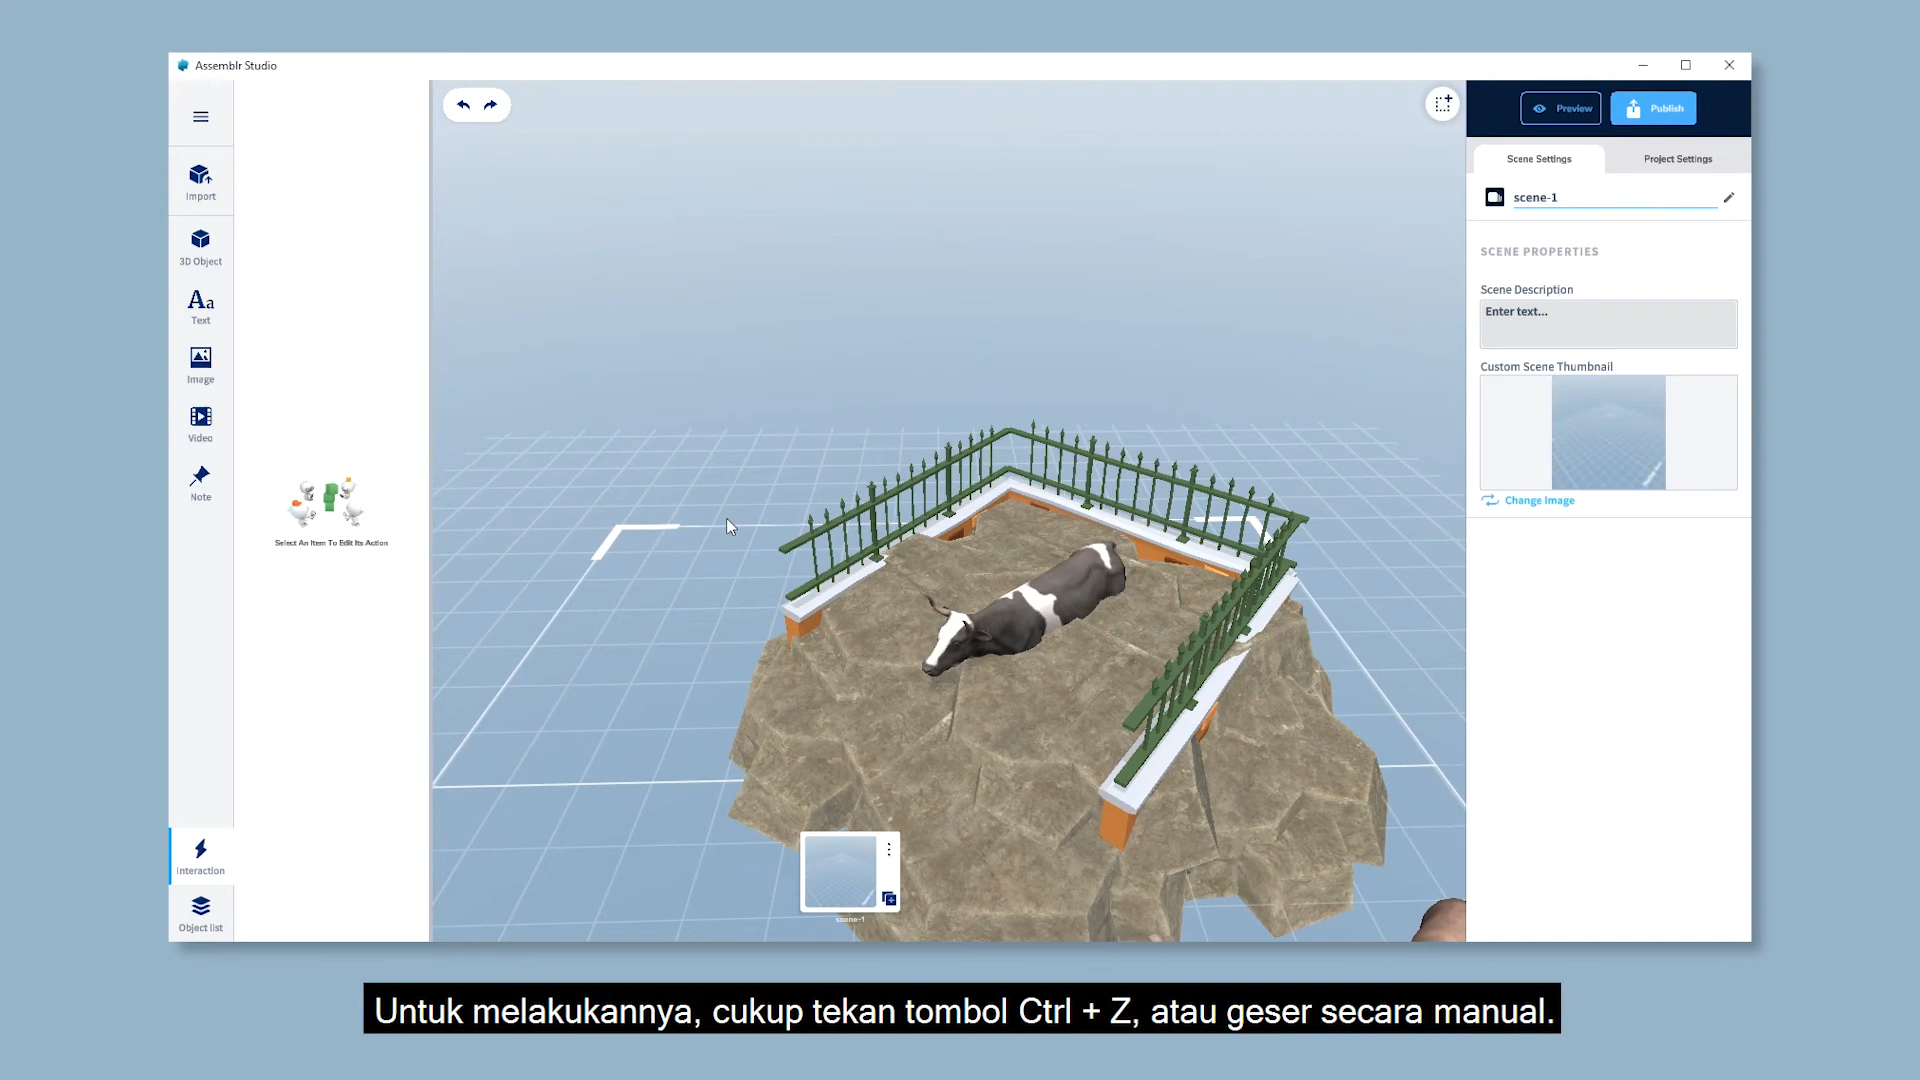 Assemblr Studio
Preview
Publish
Import
Scene Settings
Project Settings
scene-1
3D Object
SCENE PROPERTIES
Aa
Text
Scene Description
Enter text...
Image
Custom Scene Thumbnail
Video
Note
Change Image
Select An Item To Edit Its Action
Interaction
scene-1
Object list
Untuk melakukannya, cukup tekan tombol Ctrl + Z, atau geser secara manual.